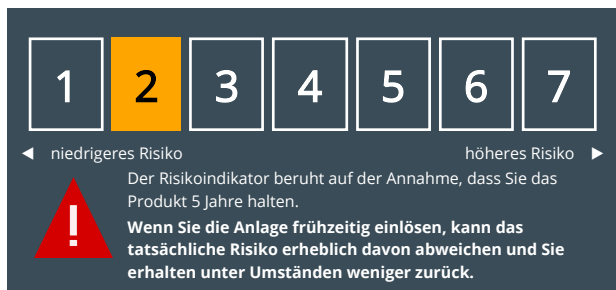 1 2 3 4 5 6 7
niedrigeres Risiko höheres Risiko
Der Risikoindikator beruht auf der Annahme, dass Sie das
Produkt 5 Jahre halten.
Wenn Sie die Anlage frühzeitig einlösen, kann das
tatsächliche Risiko erheblich davon abweichen und Sie
erhalten unter Umständen weniger zurück.
!